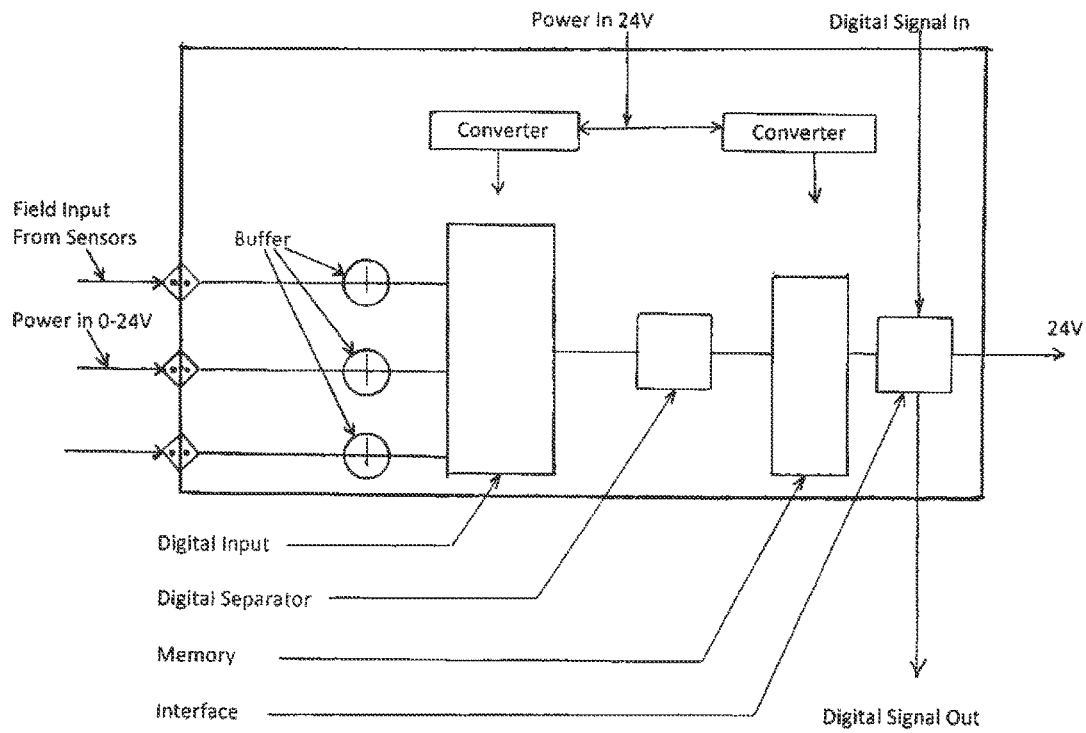 Power In 24V
Digital Signal In
Converter
Converter
Field Input
From Sensors
Buffer
Power in 0-24V
24V
Digital Input
Digital Separator
Memory
Interface
Digital Signal Out